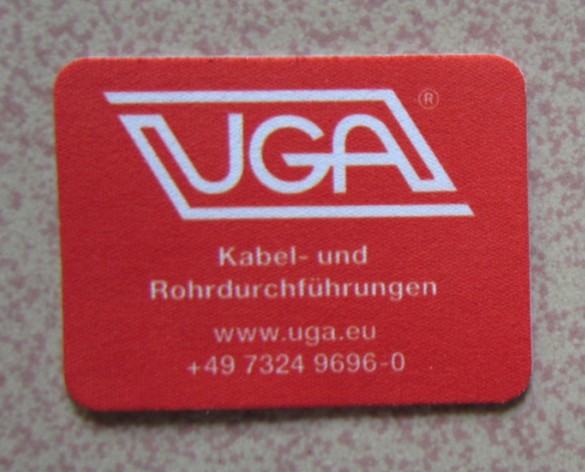 UGA®
Kabel- und
Rohrdurchführungen
www.uga.eu
+49 7324 9696-0